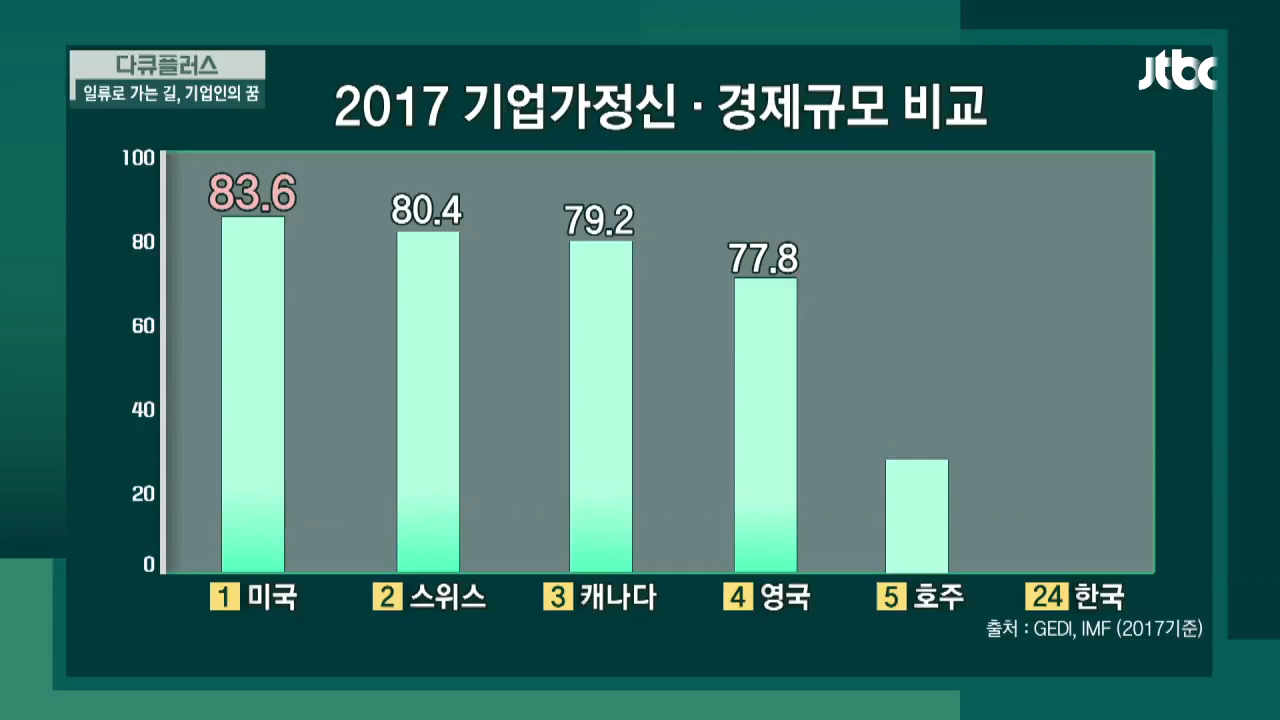 다큐플러스
일류로 가는 길, 기업인의 꿈
jtbc
2017 기업가정신 · 경제규모 비교
100
80
60
40
20
0
83.6
80.4
79.2
77.8
1 미국
2 스위스
3 캐나다
4 영국
5 호주
24 한국
출처 : GEDI, IMF (2017기준)